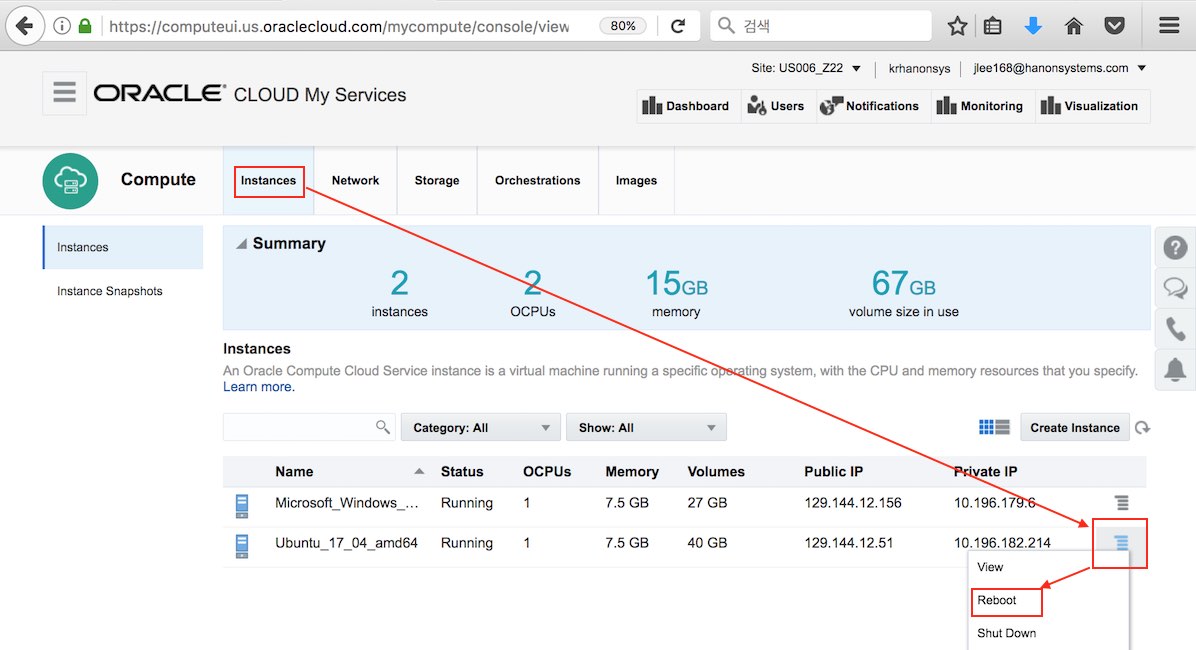 https://computeui.us.oraclecloud.com/mycompute/console/view
80%
검색
Site: US006_Z22
krhanonsys
jlee168@hanonsystems.com
ORACLE® CLOUD My Services
Dashboard
Users
Notifications
Monitoring
Visualization
Compute
Instances
Network
Storage
Orchestrations
Images
Instances
Instance Snapshots
Summary
2 2 15GB 67GB
instances OCPUs memory volume size in use
Instances
An Oracle Compute Cloud Service instance is a virtual machine running a specific operating system, with the CPU and memory resources that you specify.
Learn more.
Category: All
Show: All
Create Instance
Name Status OCPUs Memory Volumes Public IP Private IP
Microsoft_Windows_... Running 1 7.5 GB 27 GB 129.144.12.156 10.196.179.6
Ubuntu_17_04_amd64 Running 1 7.5 GB 40 GB 129.144.12.51 10.196.182.214
View
Reboot
Shut Down